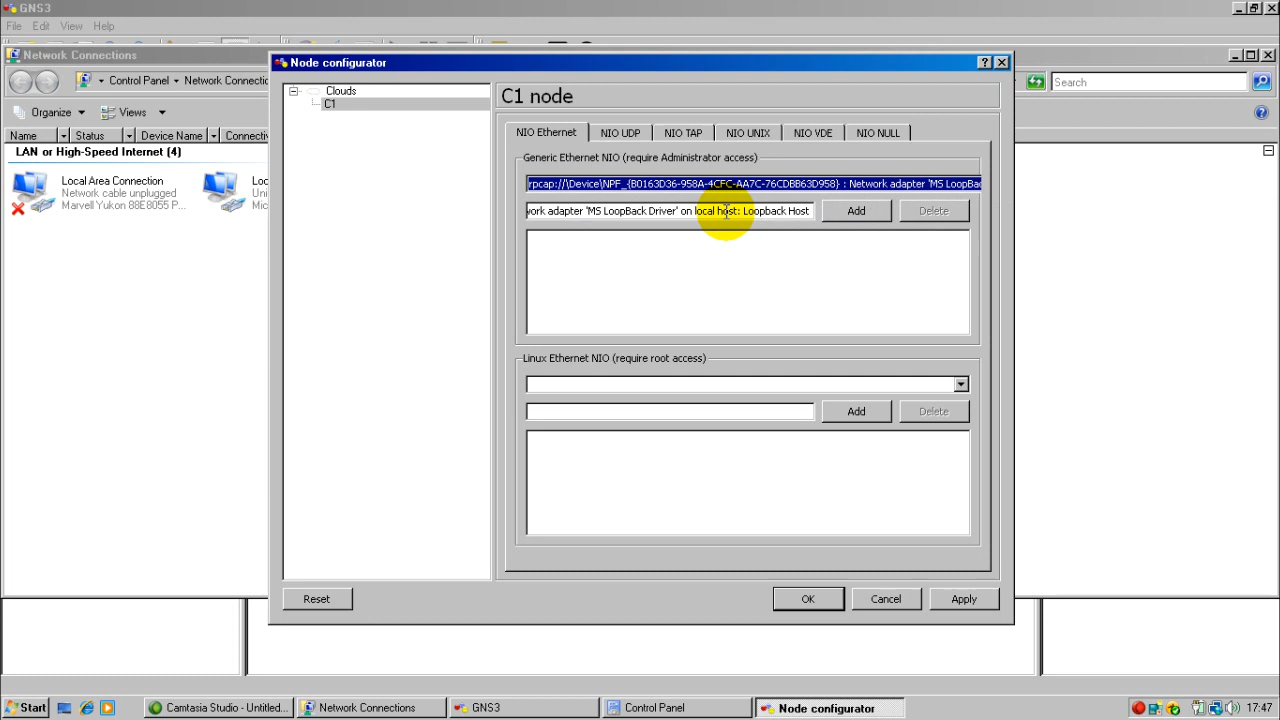 GNS3
File Edit View Help
Network Connections
Control Panel Network Connectio
Search
Organize Views
Name Status Device Name Connectiv
LAN or High-Speed Internet (4)
Local Area Connection
Network cable unplugged
Marvell Yukon 88E8055 P...
Loc
Mic
Node configurator
Clouds
C1
C1 node
NIO Ethernet NIO UDP NIO TAP NIO UNIX NIO VDE NIO NULL
Generic Ethernet NIO (require Administrator access)
rpcap://\Device\NPF_{B0163D36-958A-4CFC-AA7C-76CDBB63D958} : Network adapter 'MS LoopBac
work adapter 'MS LoopBack Driver' on local host: Loopback Host
Add Delete
Linux Ethernet NIO (require root access)
Add Delete
Reset OK Cancel Apply
Start Camtasia Studio - Untitled... Network Connections GNS3 Control Panel Node configurator 17:47